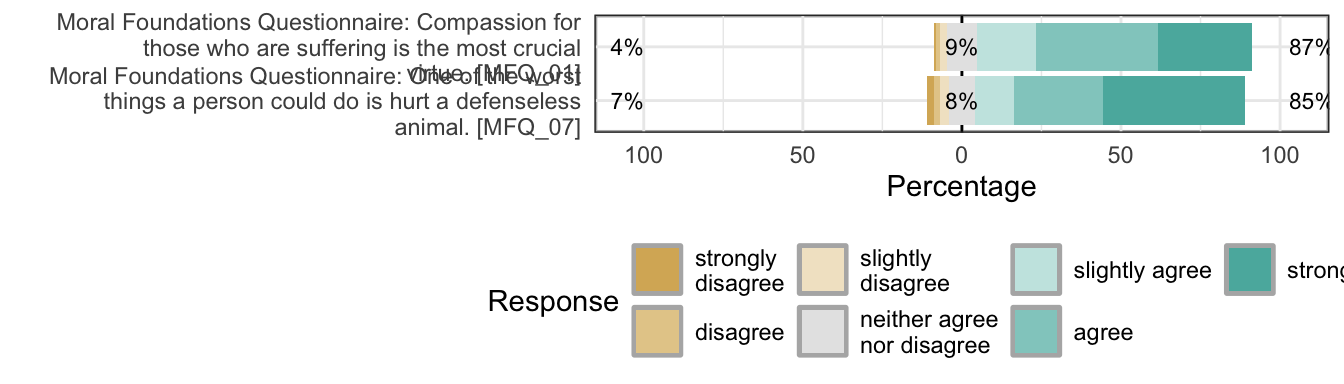 Moral Foundations Questionnaire: Compassion for
those who are suffering is the most crucial
virtue. [MFQ_01]
4%
9%
87%
Moral Foundations Questionnaire: One of the worst
things a person could do is hurt a defenseless
animal. [MFQ_07]
7%
8%
85%
100
50
0
50
100
Percentage
Response
strongly
disagree
slightly
disagree
slightly agree
strong
disagree
neither agree
nor disagree
agree